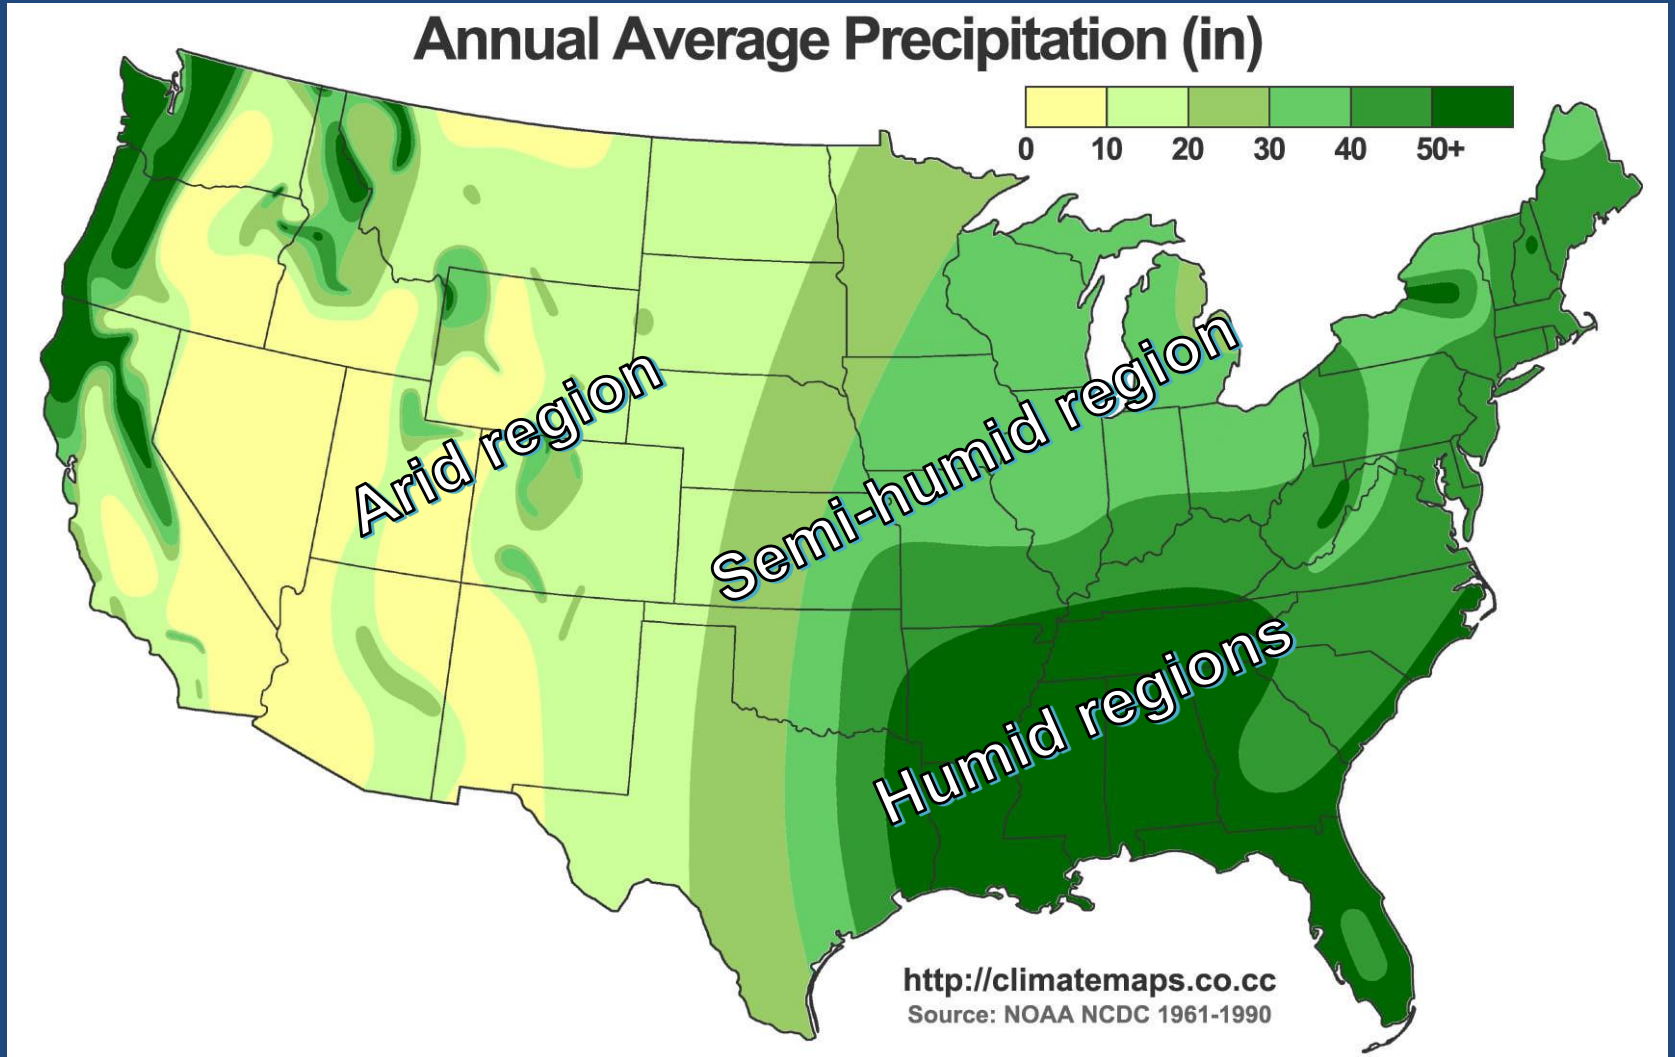 Annual Average Precipitation (in)
0 10 20 30 40 50+
Arid region
Semi-humid region
Humid regions
http://climatemaps.co.cc
Source: NOAA NCDC 1961-1990